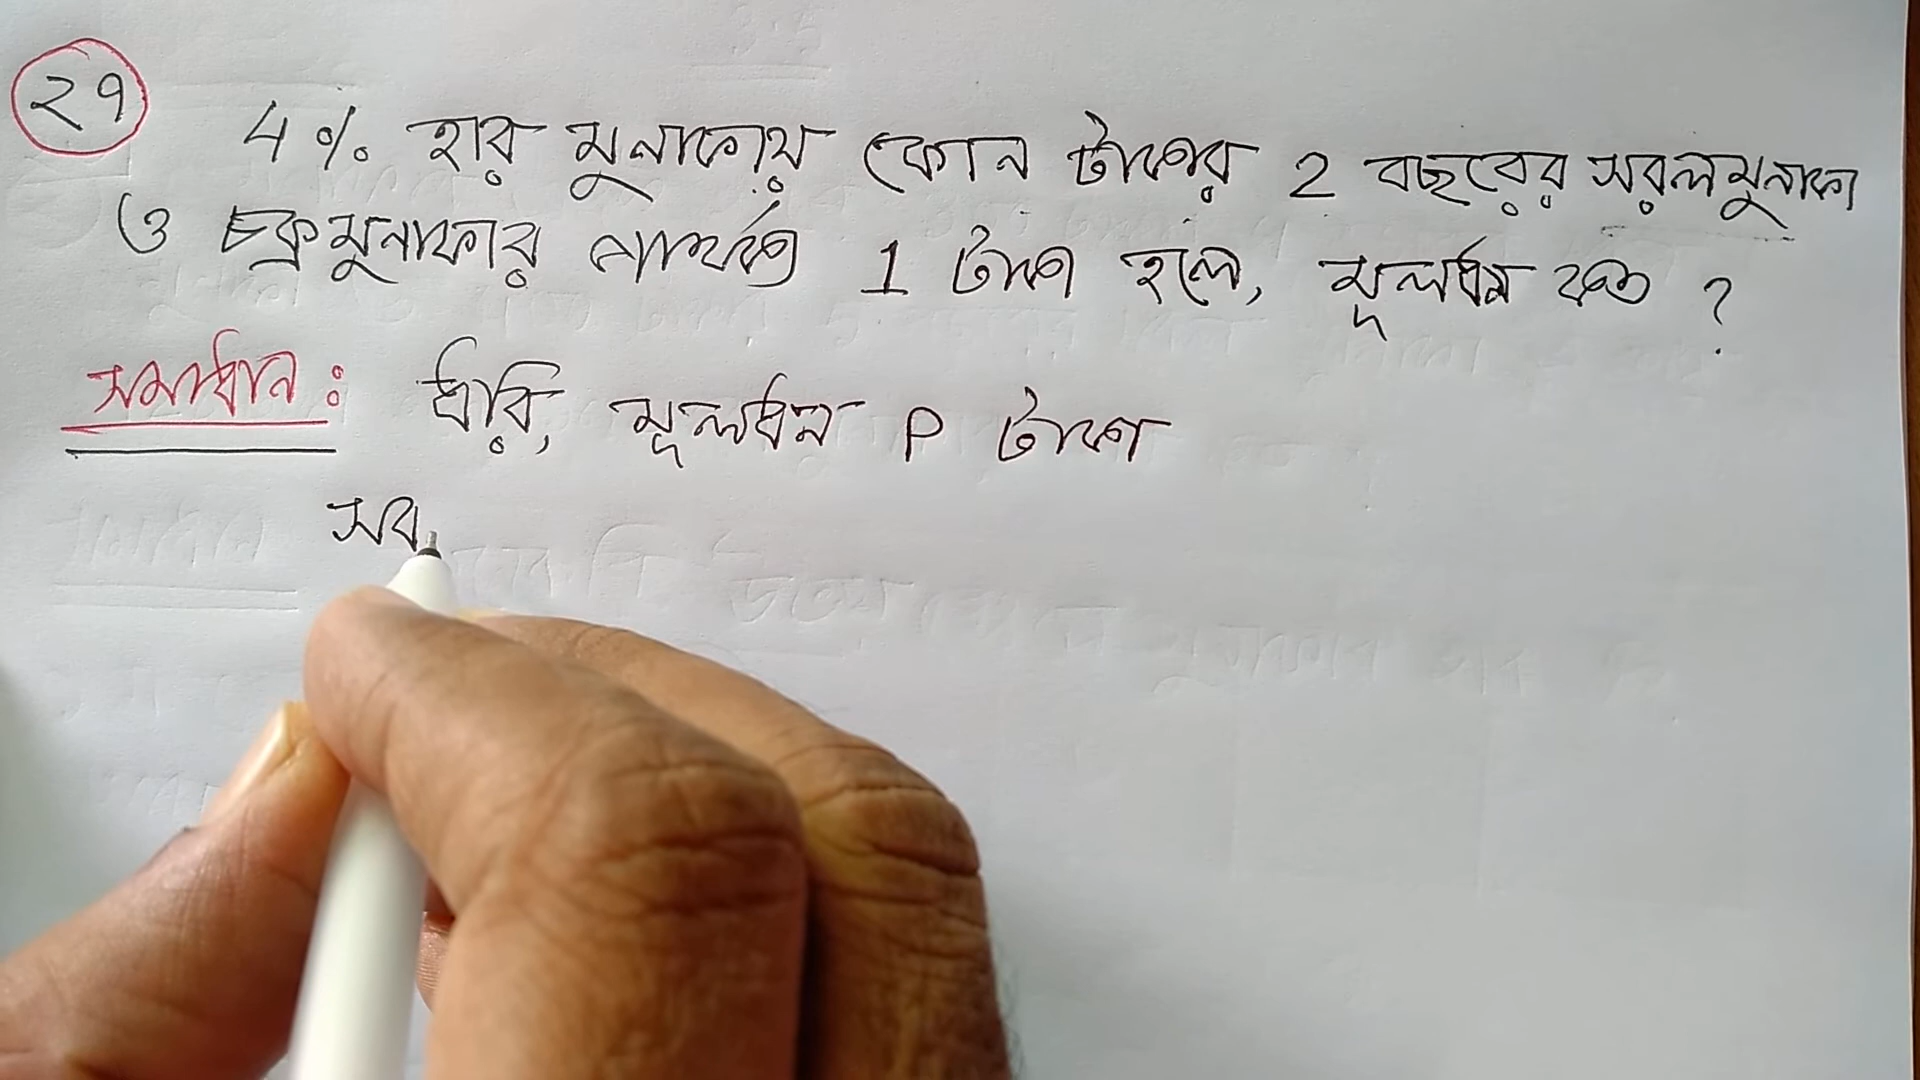 ২৭
4%. হার মুনাফায় কোন টাকার 2 বছরের সরলমুনাফা
ও চক্রমুনাফার পার্থক্য 1 টাকা হলে, মূলধন কত ?
সমাধান : ধরি, মূলধন P টাকা
সর